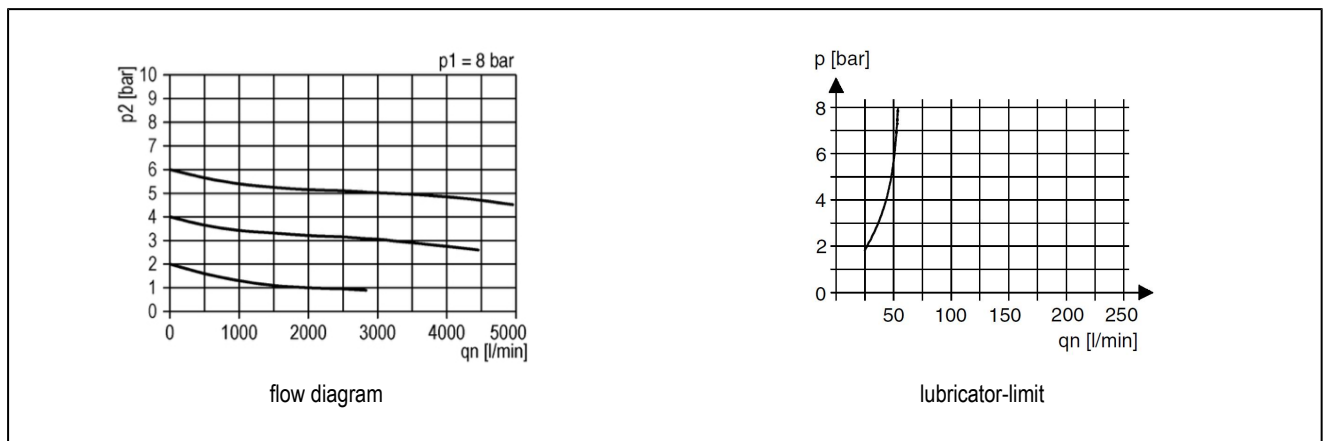 p1 = 8 bar
p2 [bar]
10
9
8
7
6
5
4
3
2
1
0
0 1000 2000 3000 4000 5000
qn [l/min]
flow diagram
p [bar]
8
6
4
2
0
50 100 150 200 250
qn [l/min]
lubricator-limit